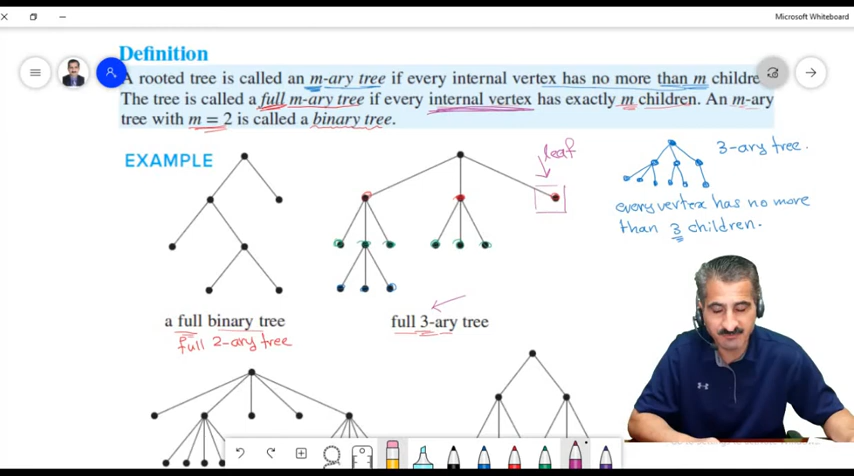 Microsoft Whiteboard
Definition
A rooted tree is called an m-ary tree if every internal vertex has no more than m childre
The tree is called a full m-ary tree if every internal vertex has exactly m children. An m-ary
tree with m = 2 is called a binary tree.
EXAMPLE
leaf
3-ary tree.
every vertex has no more
than 3 children.
a full binary tree
full 2-ary tree
full 3-ary tree